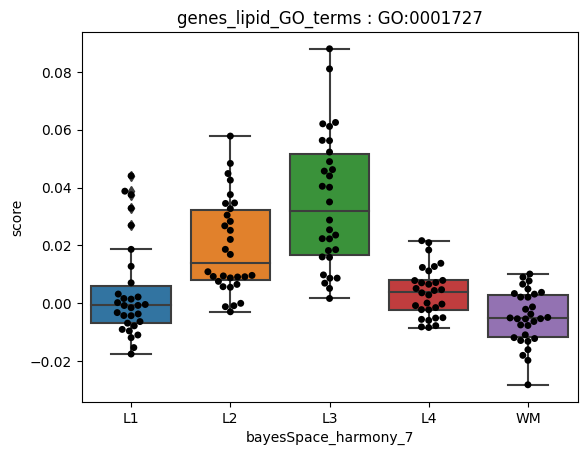 genes_lipid_GO_terms : GO:0001727
0.08
0.06
0.04
0.02
0.00
−0.02
score
L1 L2 L3 L4 WM
bayesSpace_harmony_7